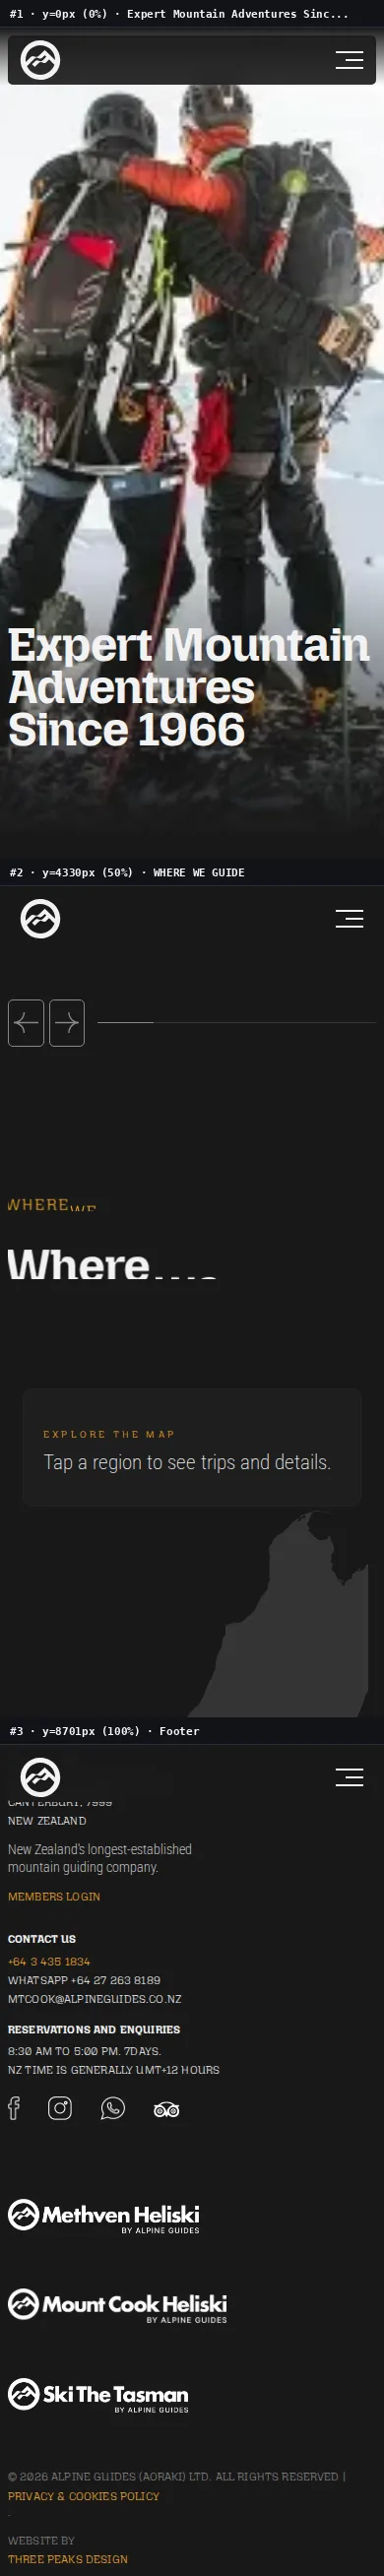 #1 · y=0px (0%) · Expert Mountain Adventures Sinc...
Expert Mountain
Adventures
Since 1966
#2 · y=4330px (50%) · WHERE WE GUIDE
WHERE WE
Where
EXPLORE THE MAP
Tap a region to see trips and details.
#3 · y=8701px (100%) · Footer
CANTERBURY, 7999
NEW ZEALAND
New Zealand's longest-established
mountain guiding company.
MEMBERS LOGIN
CONTACT US
+64 3 435 1834
WHATSAPP +64 27 263 8189
MTCOOK@ALPINEGUIDES.CO.NZ
RESERVATIONS AND ENQUIRIES
8:30 AM TO 5:00 PM. 7DAYS.
NZ TIME IS GENERALLY UMT+12 HOURS
Methven Heliski
BY ALPINE GUIDES
Mount Cook Heliski
BY ALPINE GUIDES
Ski The Tasman
BY ALPINE GUIDES
© 2026 ALPINE GUIDES (AORAKI) LTD. ALL RIGHTS RESERVED |
PRIVACY & COOKIES POLICY
.
WEBSITE BY
THREE PEAKS DESIGN